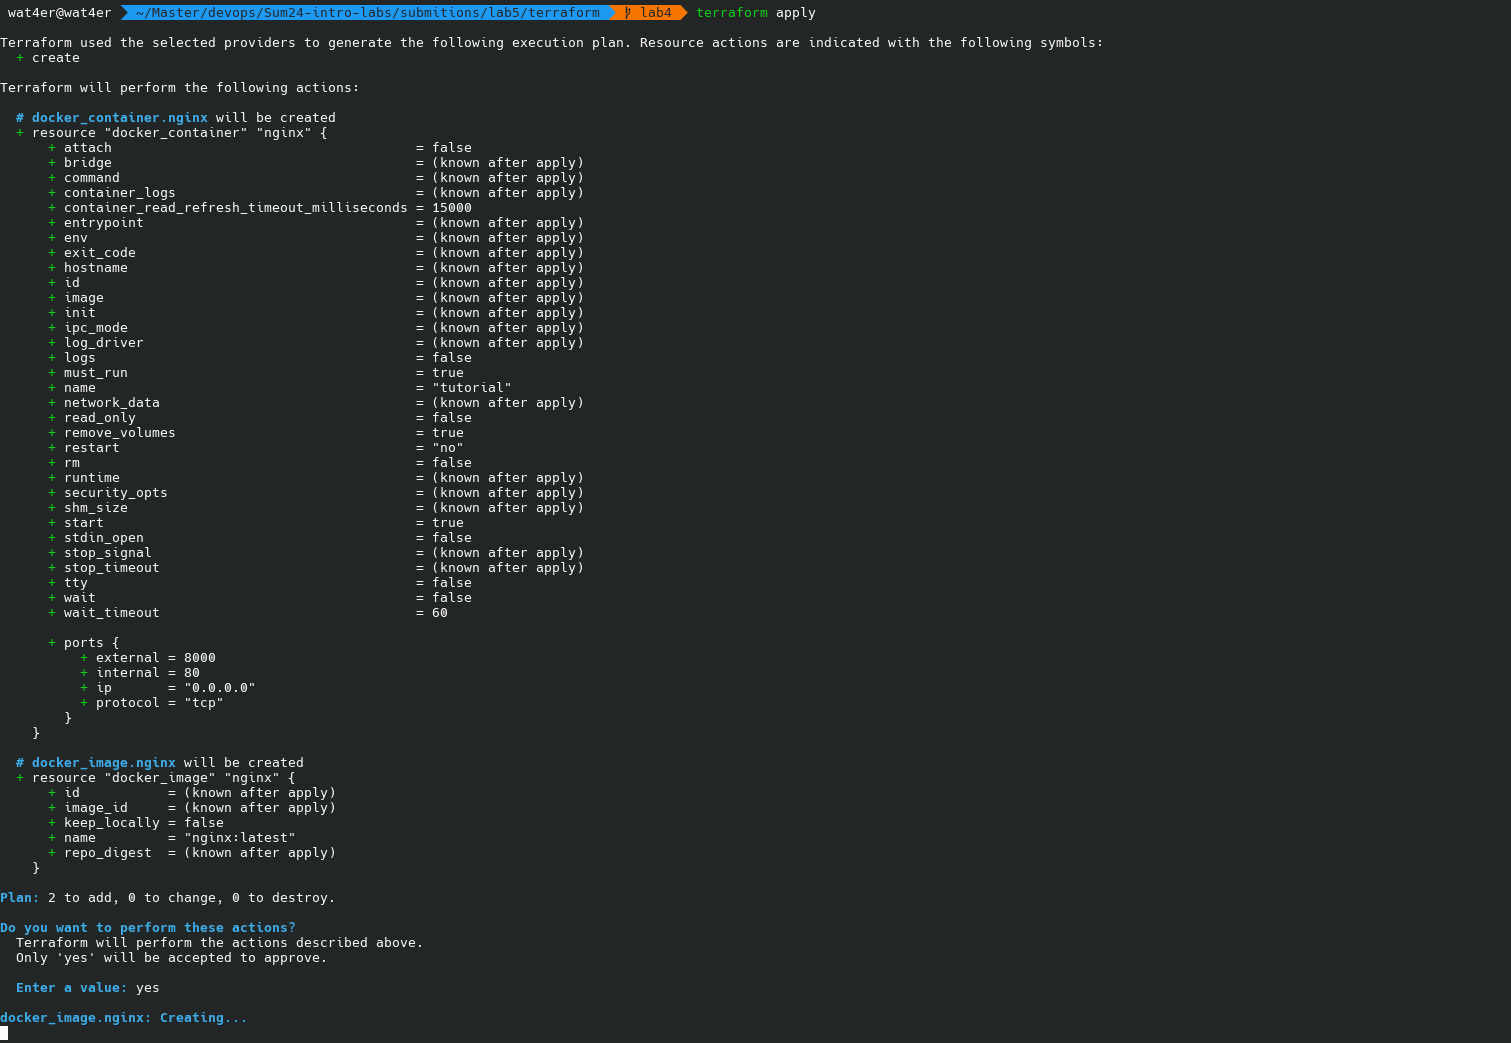 wat4er@wat4er ~/Master/devops/Sum24-intro-labs/submitions/lab5/terraform lab4 terraform apply
Terraform used the selected providers to generate the following execution plan. Resource actions are indicated with the following symbols:
+ create
Terraform will perform the following actions:
# docker_container.nginx will be created
+ resource "docker_container" "nginx" {
+ attach = false
+ bridge = (known after apply)
+ command = (known after apply)
+ container_logs = (known after apply)
+ container_read_refresh_timeout_milliseconds = 15000
+ entrypoint = (known after apply)
+ env = (known after apply)
+ exit_code = (known after apply)
+ hostname = (known after apply)
+ id = (known after apply)
+ image = (known after apply)
+ init = (known after apply)
+ ipc_mode = (known after apply)
+ log_driver = (known after apply)
+ logs = false
+ must_run = true
+ name = "tutorial"
+ network_data = (known after apply)
+ read_only = false
+ remove_volumes = true
+ restart = "no"
+ rm = false
+ runtime = (known after apply)
+ security_opts = (known after apply)
+ shm_size = (known after apply)
+ start = true
+ stdin_open = false
+ stop_signal = (known after apply)
+ stop_timeout = (known after apply)
+ tty = false
+ wait = false
+ wait_timeout = 60
+ ports {
+ external = 8000
+ internal = 80
+ ip = "0.0.0.0"
+ protocol = "tcp"
}
}
# docker_image.nginx will be created
+ resource "docker_image" "nginx" {
+ id = (known after apply)
+ image_id = (known after apply)
+ keep_locally = false
+ name = "nginx:latest"
+ repo_digest = (known after apply)
}
Plan: 2 to add, 0 to change, 0 to destroy.
Do you want to perform these actions?
Terraform will perform the actions described above.
Only 'yes' will be accepted to approve.
Enter a value: yes
docker_image.nginx: Creating...